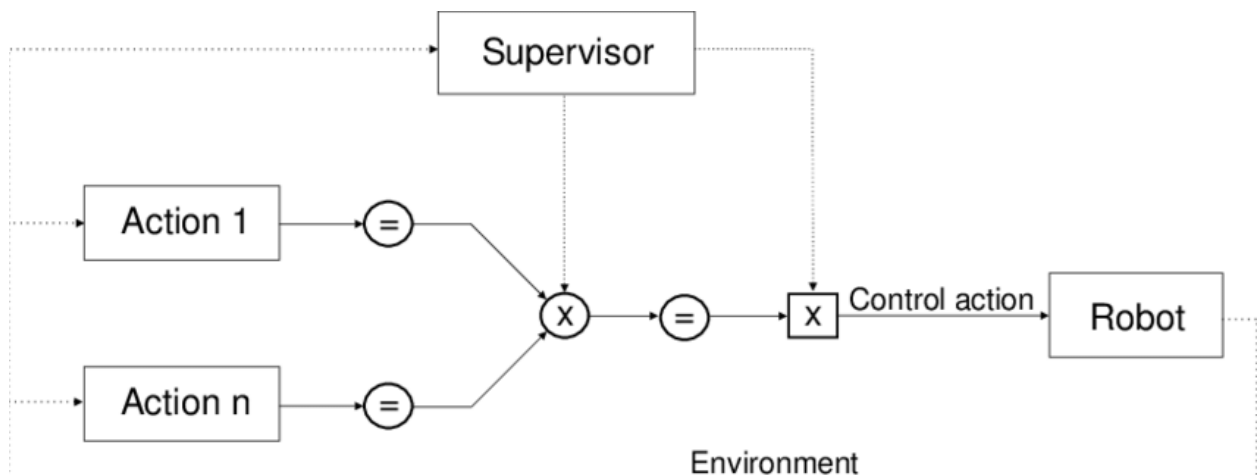 Supervisor
Action 1
=
x
=
x
Control action
Robot
Action n
=
Environment